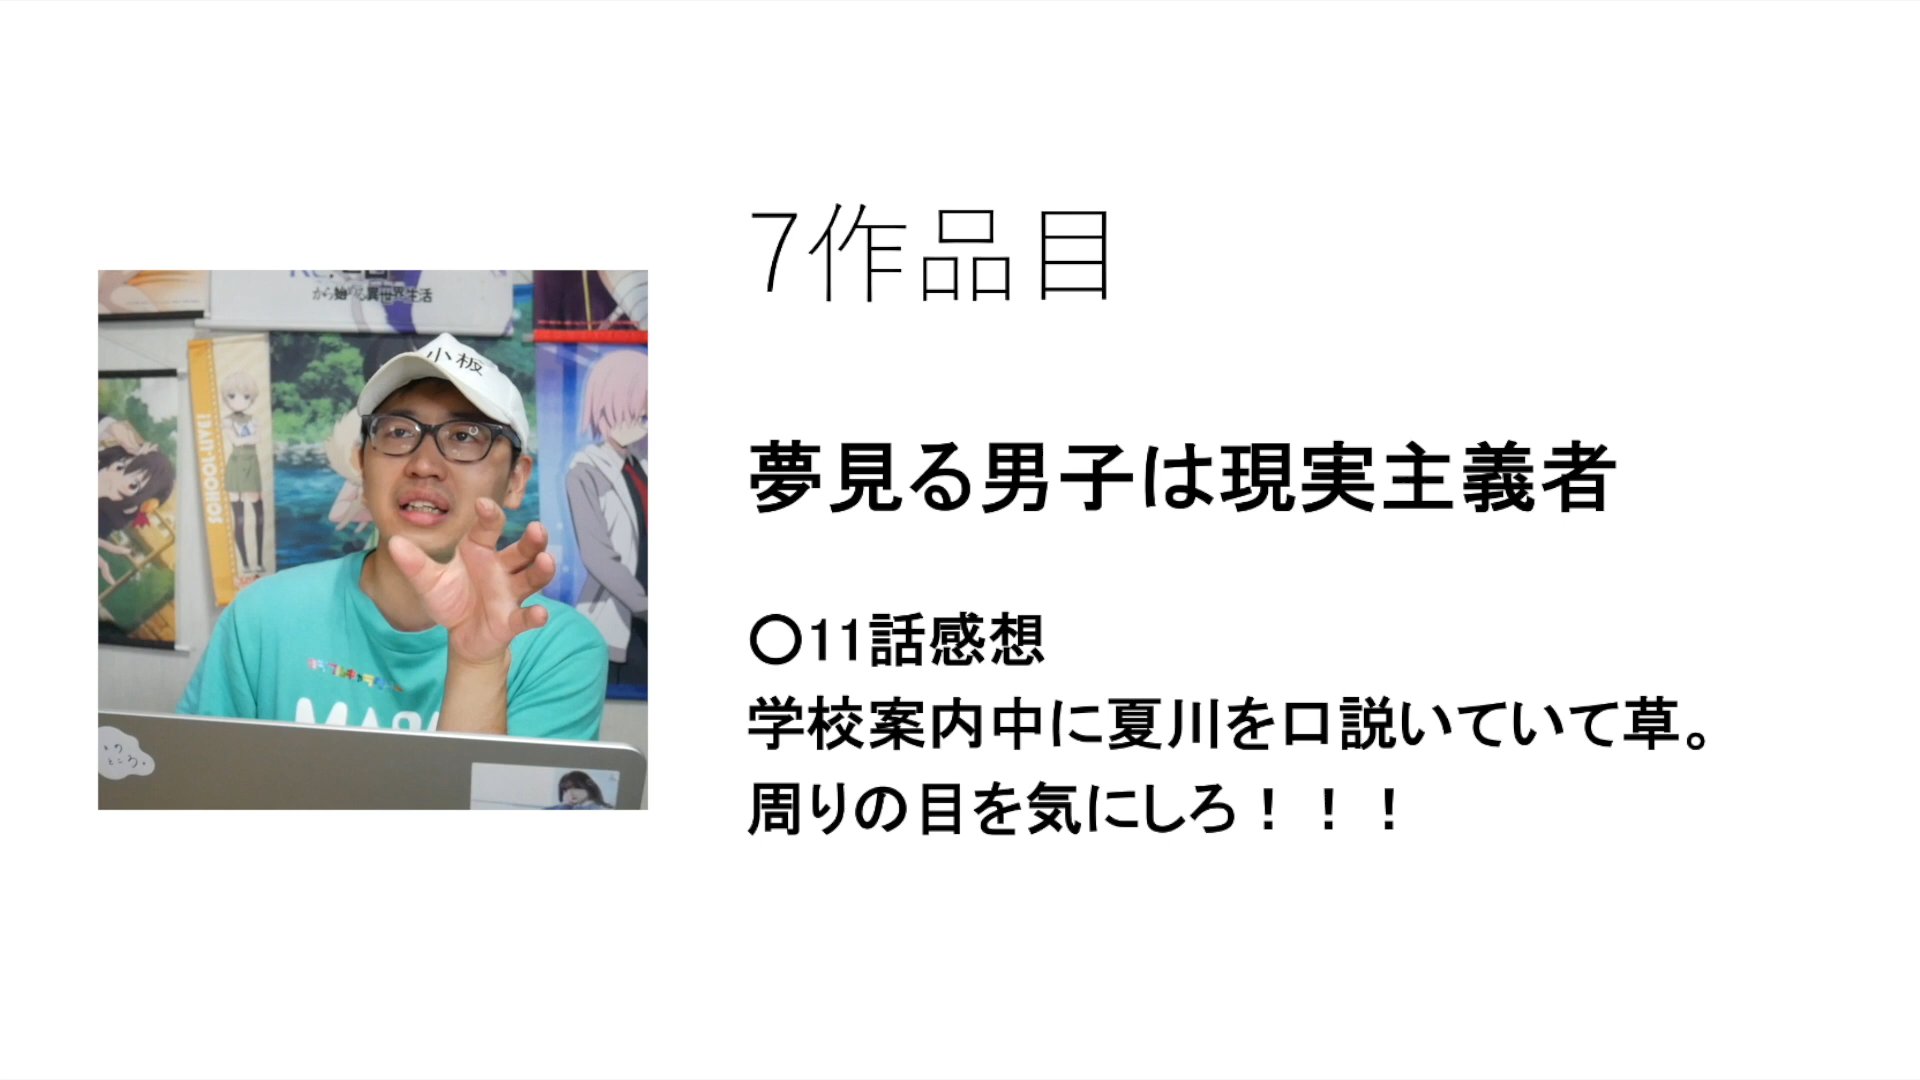 7作品目
夢見る男子は現実主義者
〇11話感想
学校案内中に夏川を口説いていて草。
周りの目を気にしろ！！！
から始める異世界生活
小板
SCHOOL-LIVE!